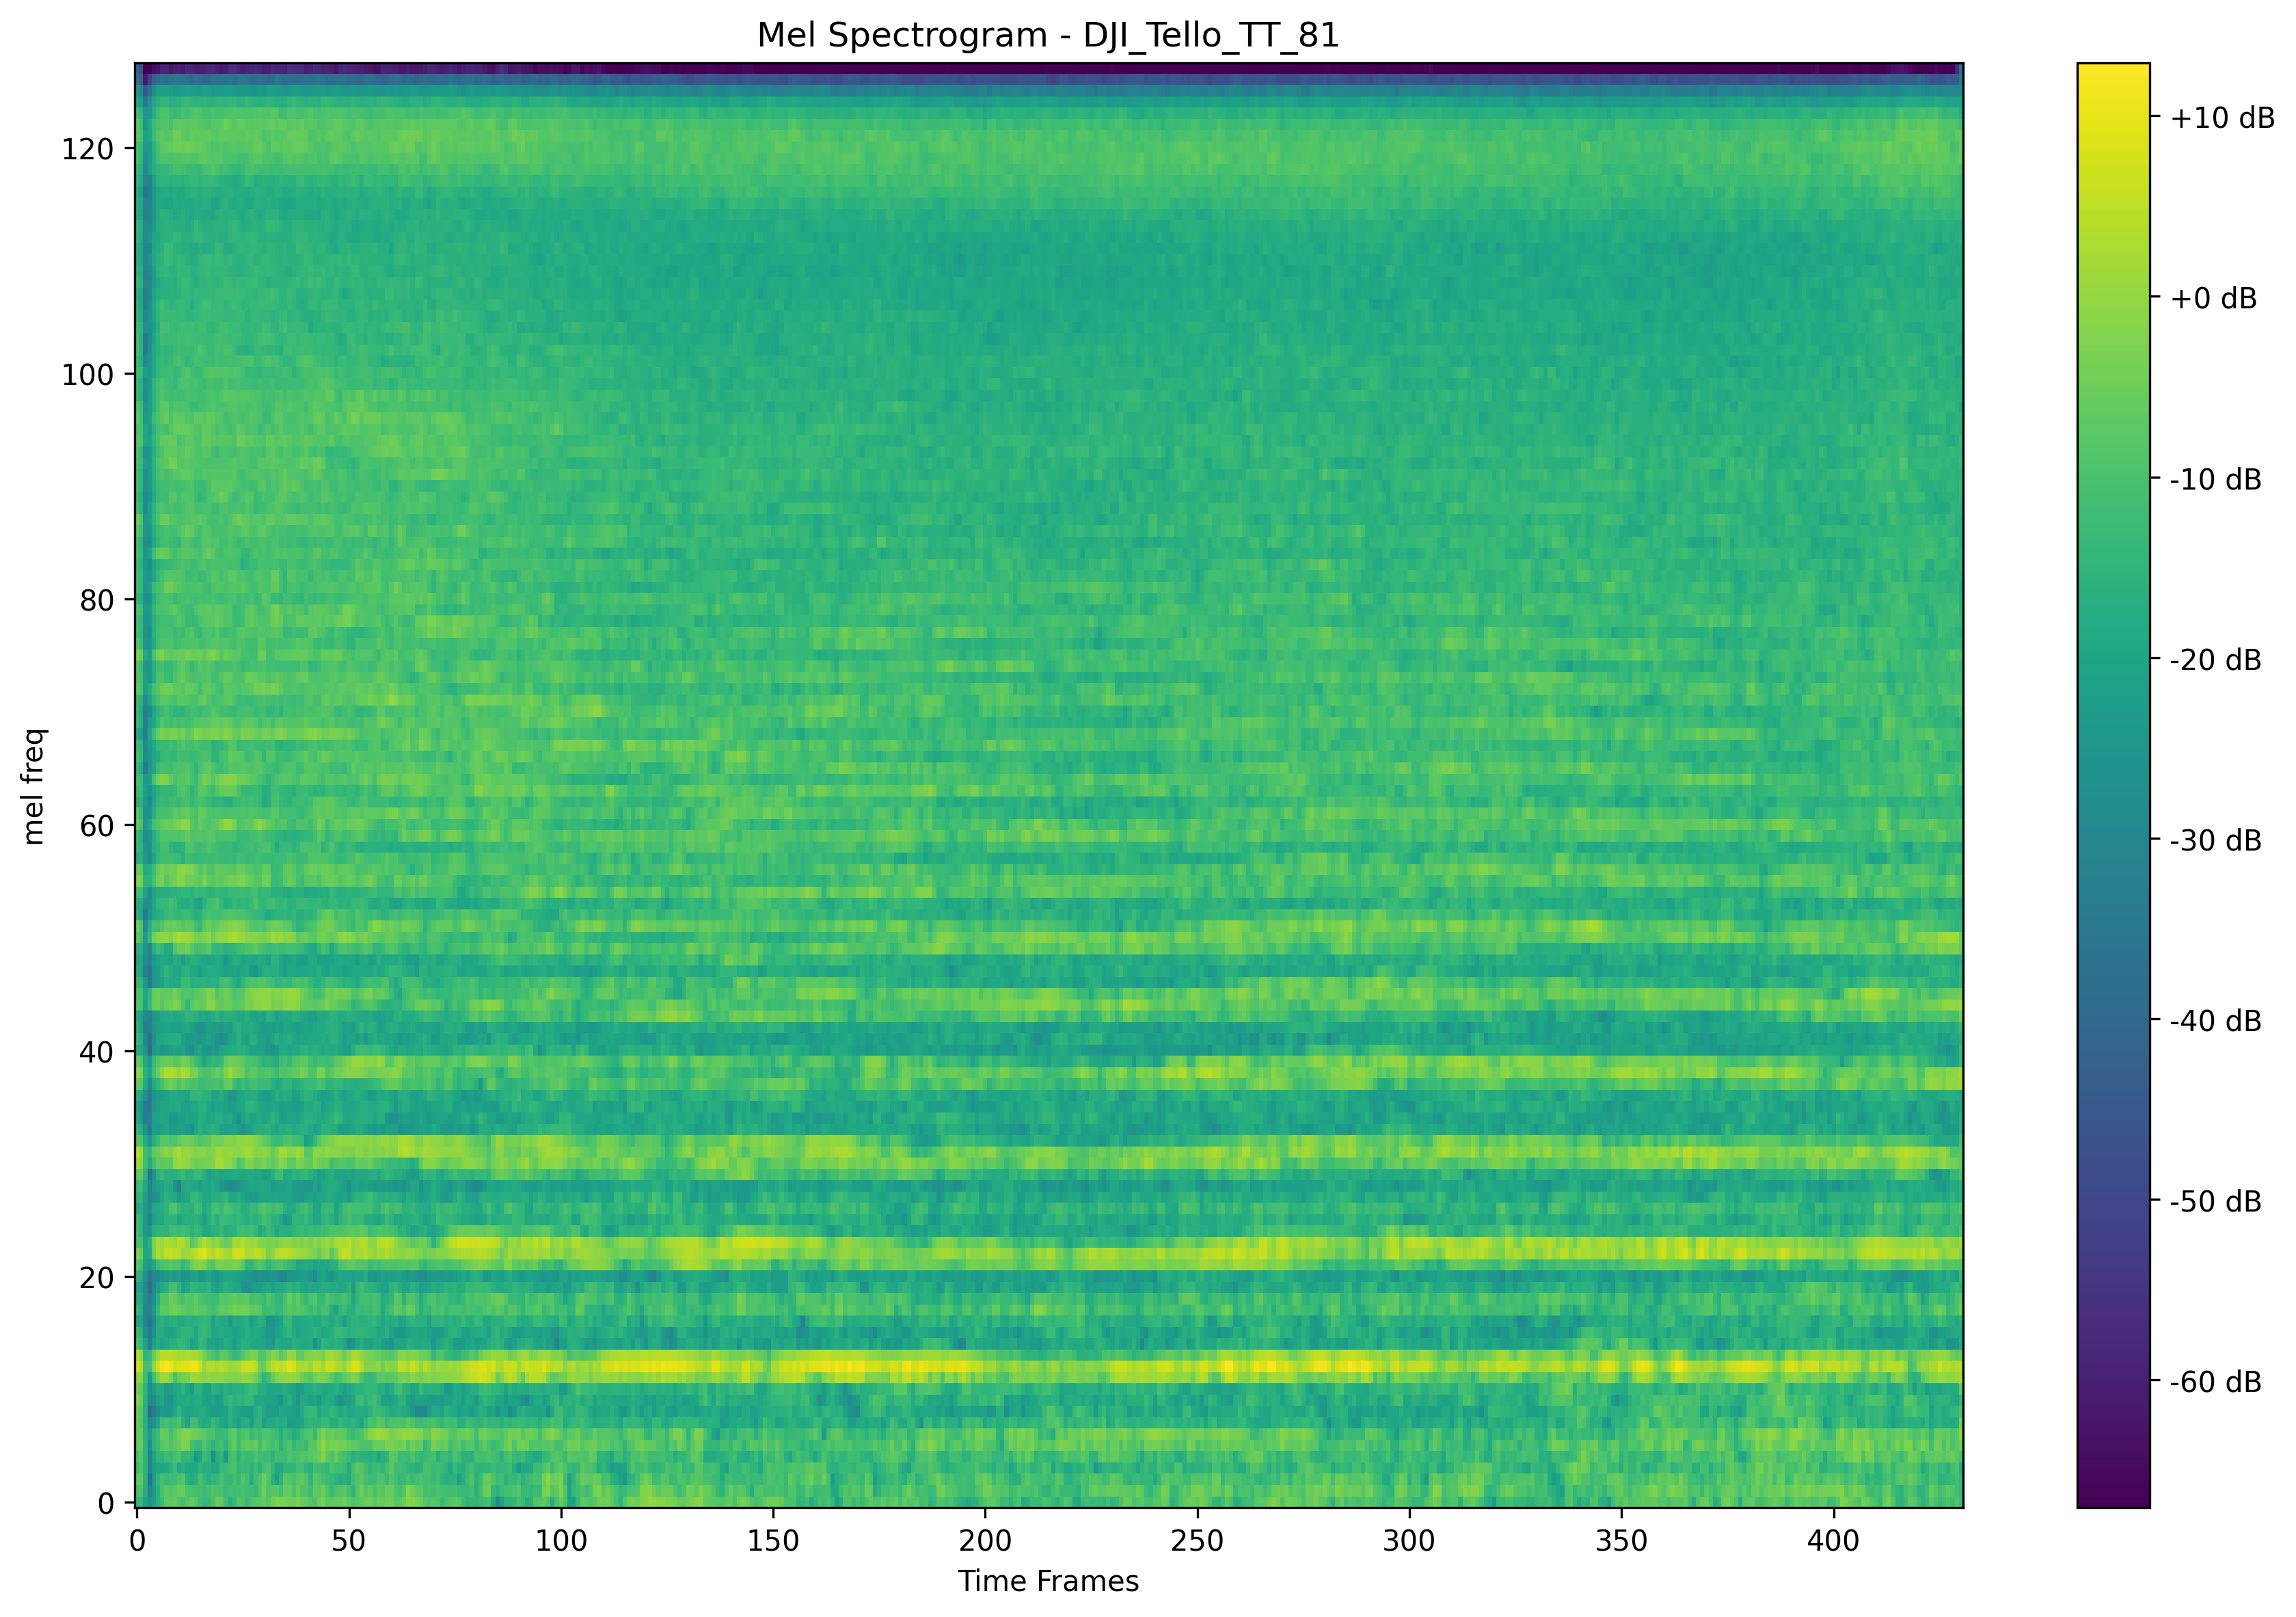 Mel Spectrogram - DJI_Tello_TT_81
mel freq
120
100
80
60
40
20
0
0 50 100 150 200 250 300 350 400
Time Frames
+10 dB
+0 dB
-10 dB
-20 dB
-30 dB
-40 dB
-50 dB
-60 dB